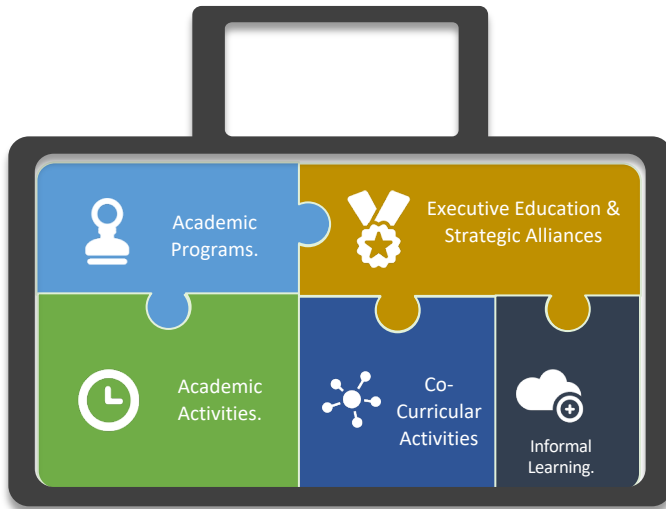 Academic
Programs.
Executive Education &
Strategic Alliances
Academic
Activities.
Co-
Curricular
Activities
Informal
Learning.